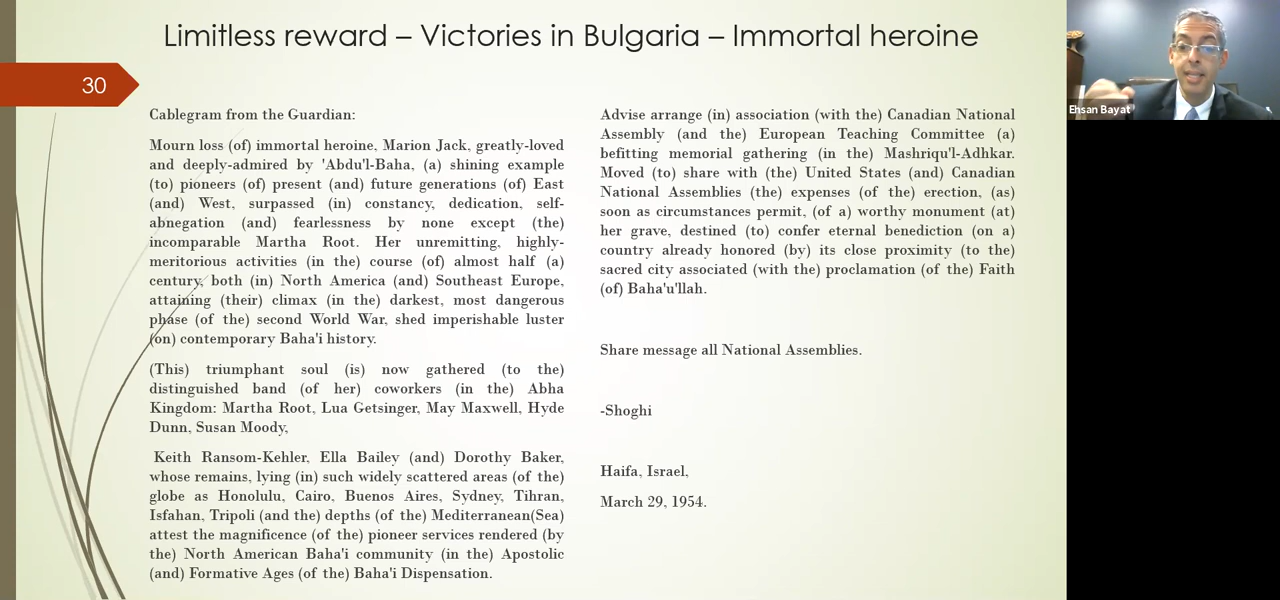 Limitless reward – Victories in Bulgaria – Immortal heroine
30
Cablegram from the Guardian:
Mourn loss (of) immortal heroine, Marion Jack, greatly-loved
and deeply-admired by 'Abdu'l-Baha, (a) shining example
(to) pioneers (of) present (and) future generations (of) East
(and) West, surpassed (in) constancy, dedication, self-
abnegation (and) fearlessness by none except (the)
incomparable Martha Root. Her unremitting, highly-
meritorious activities (in the) course (of) almost half (a)
century, both (in) North America (and) Southeast Europe,
attaining (their) climax (in the) darkest, most dangerous
phase (of the) second World War, shed imperishable luster
(on) contemporary Baha'i history.
(This) triumphant soul (is) now gathered (to the)
distinguished band (of her) coworkers (in the) Abha
Kingdom: Martha Root, Lua Getsinger, May Maxwell, Hyde
Dunn, Susan Moody,
Keith Ransom-Kehler, Ella Bailey (and) Dorothy Baker,
whose remains, lying (in) such widely scattered areas (of the)
globe as Honolulu, Cairo, Buenos Aires, Sydney, Tihran,
Isfahan, Tripoli (and the) depths (of the) Mediterranean(Sea)
attest the magnificence (of the) pioneer services rendered (by
the) North American Baha'i community (in the) Apostolic
(and) Formative Ages (of the) Baha'i Dispensation.
Advise arrange (in) association (with the) Canadian National
Assembly (and the) European Teaching Committee (a)
befitting memorial gathering (in the) Mashriqu'l-Adhkar.
Moved (to) share with (the) United States (and) Canadian
National Assemblies (the) expenses (of the) erection, (as)
soon as circumstances permit, (of a) worthy monument (at)
her grave, destined (to) confer eternal benediction (on a)
country already honored (by) its close proximity (to the)
sacred city associated (with the) proclamation (of the) Faith
(of) Baha'u'llah.
Share message all National Assemblies.
-Shoghi
Haifa, Israel,
March 29, 1954.
Ehsan Bayat